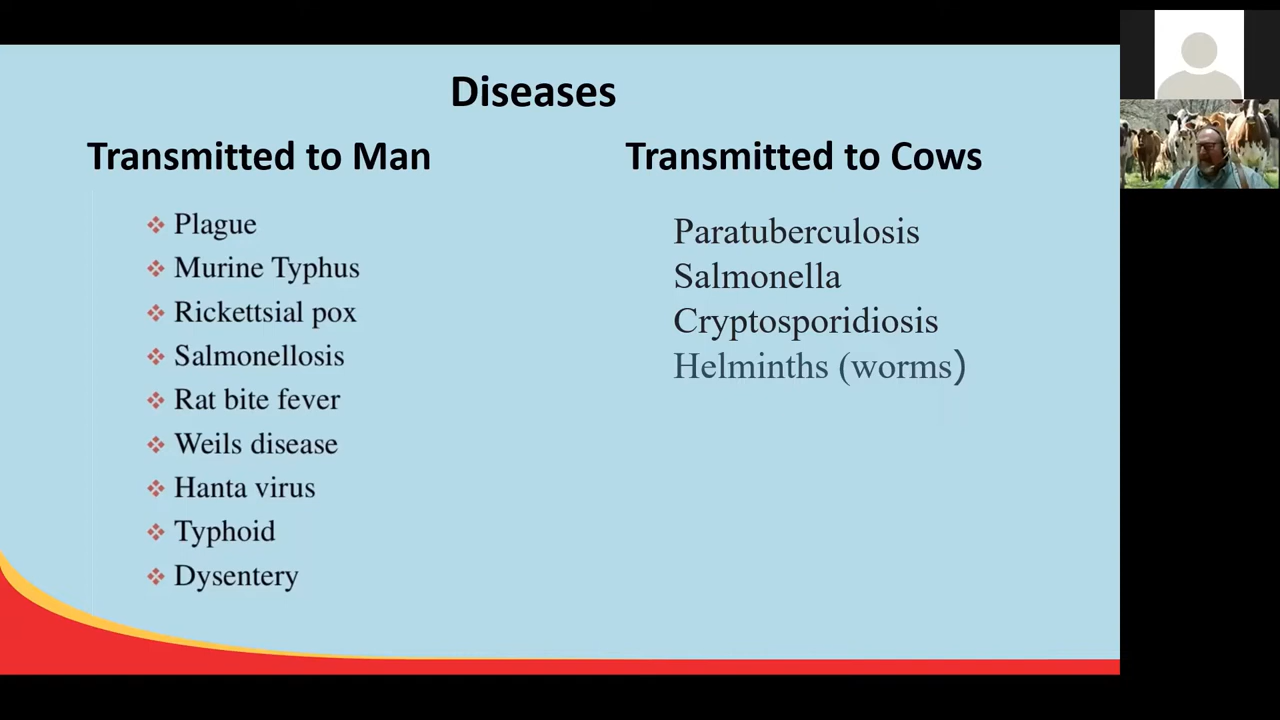 Diseases
Transmitted to Man
Plague
Murine Typhus
Rickettsial pox
Salmonellosis
Rat bite fever
Weils disease
Hanta virus
Typhoid
Dysentery
Transmitted to Cows
Paratuberculosis
Salmonella
Cryptosporidiosis
Helminths (worms)